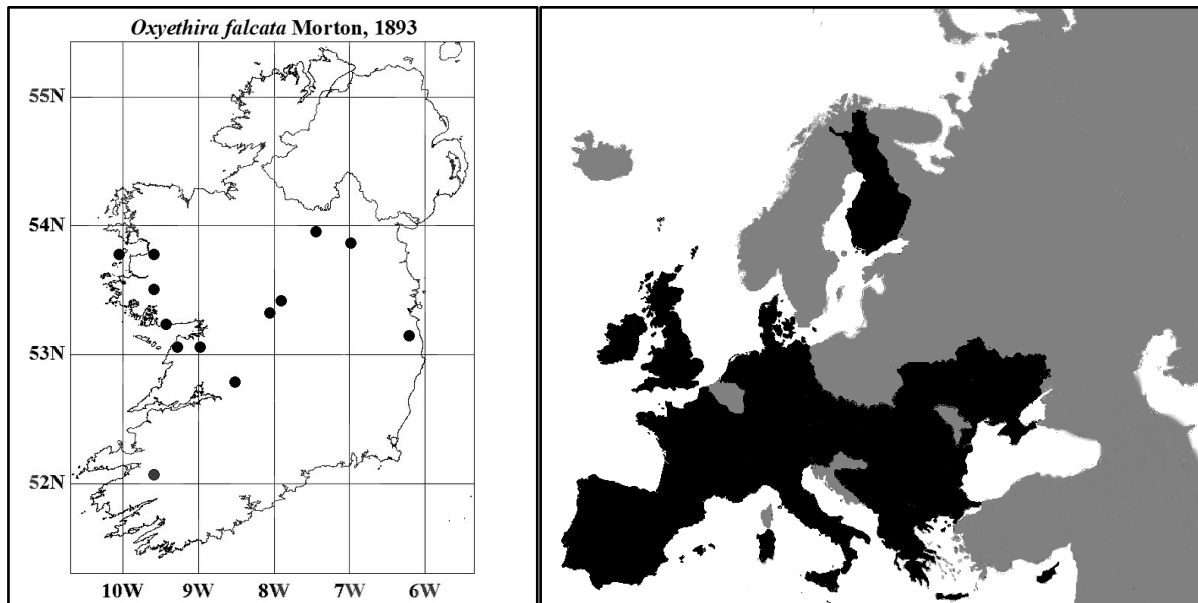 Oxyethira falcata Morton, 1893
55N
54N
53N
52N
10W 9W 8W 7W 6W